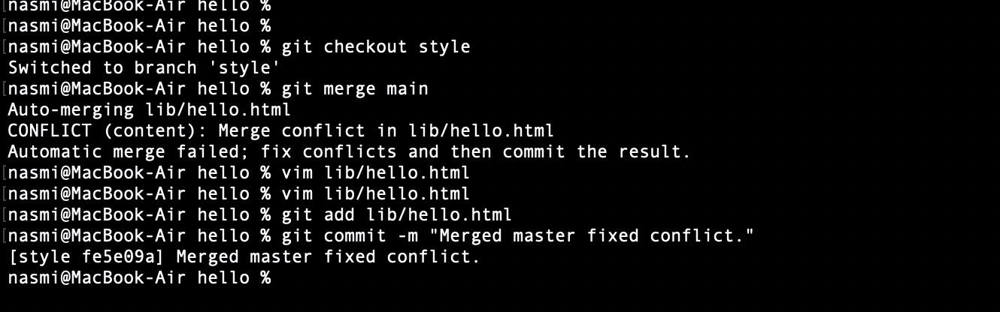 [nasmi@MacBook-Air hello %
[nasmi@MacBook-Air hello %
[nasmi@MacBook-Air hello % git checkout style
Switched to branch 'style'
[nasmi@MacBook-Air hello % git merge main
Auto-merging lib/hello.html
CONFLICT (content): Merge conflict in lib/hello.html
Automatic merge failed; fix conflicts and then commit the result.
[nasmi@MacBook-Air hello % vim lib/hello.html
[nasmi@MacBook-Air hello % vim lib/hello.html
[nasmi@MacBook-Air hello % git add lib/hello.html
[nasmi@MacBook-Air hello % git commit -m "Merged master fixed conflict."
[style fe5e09a] Merged master fixed conflict.
nasmi@MacBook-Air hello %